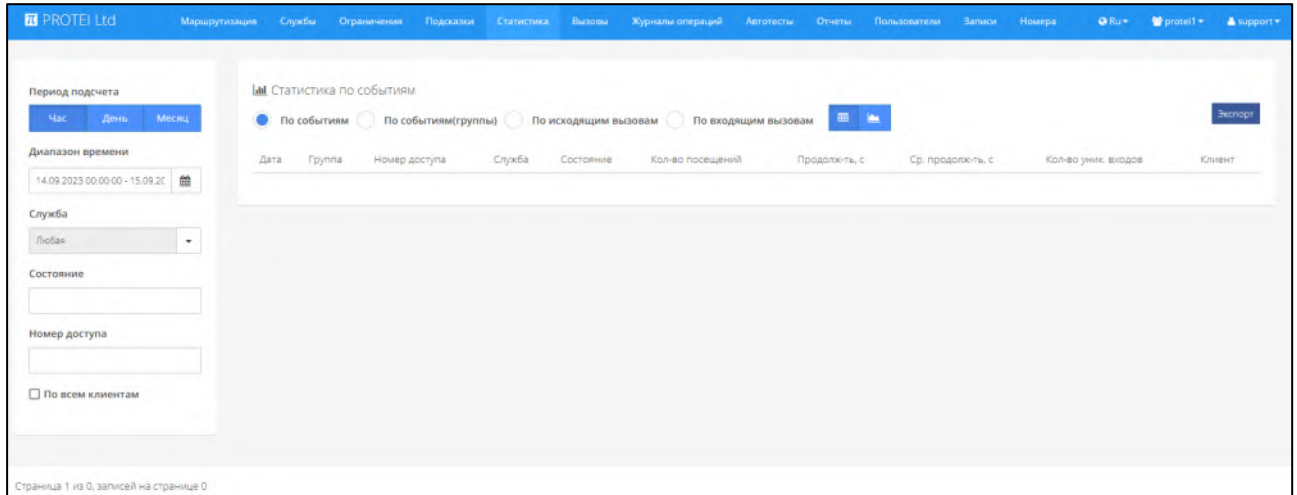 PROTEI Ltd Маршрутизация Службы Ограничения Подсказки Статистика Вызовы Журналы операций Автотесты Отчеты Пользователи Записи Номера Ru protei1 support
Период подсчета
Час День Месяц
Диапазон времени
14.09.2023 00:00:00 - 15.09.20
Служба
Любая
Состояние
Номер доступа
По всем клиентам
Статистика по событиям
По событиям По событиям(группы) По исходящим вызовам По входящим вызовам Экспорт
Дата Группа Номер доступа Служба Состояние Кол-во посещений Продолж-ть, с Ср. продолж-ть, с Кол-во уник. входов Клиент
Страница 1 из 0, записей на странице 0